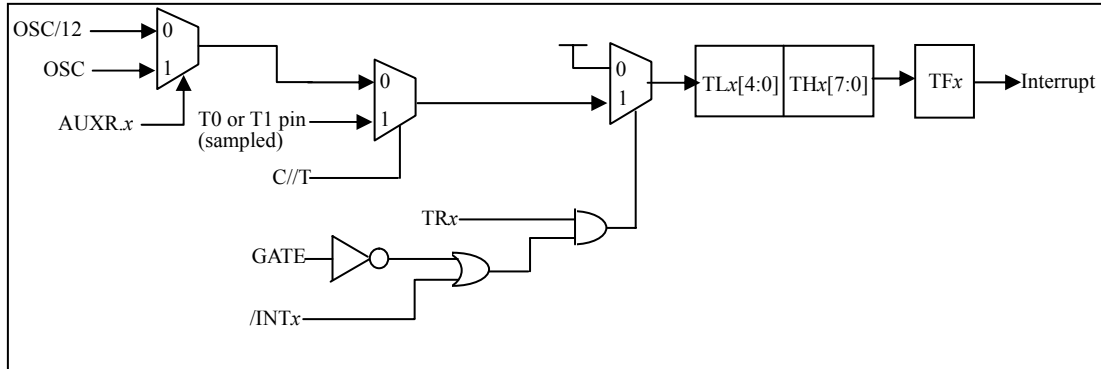 OSC/12
0
OSC
1
AUXR.x
0
T0 or T1 pin
(sampled)
1
C//T
0
1
TLx[4:0]
THx[7:0]
TFx
Interrupt
TRx
GATE
/INTx